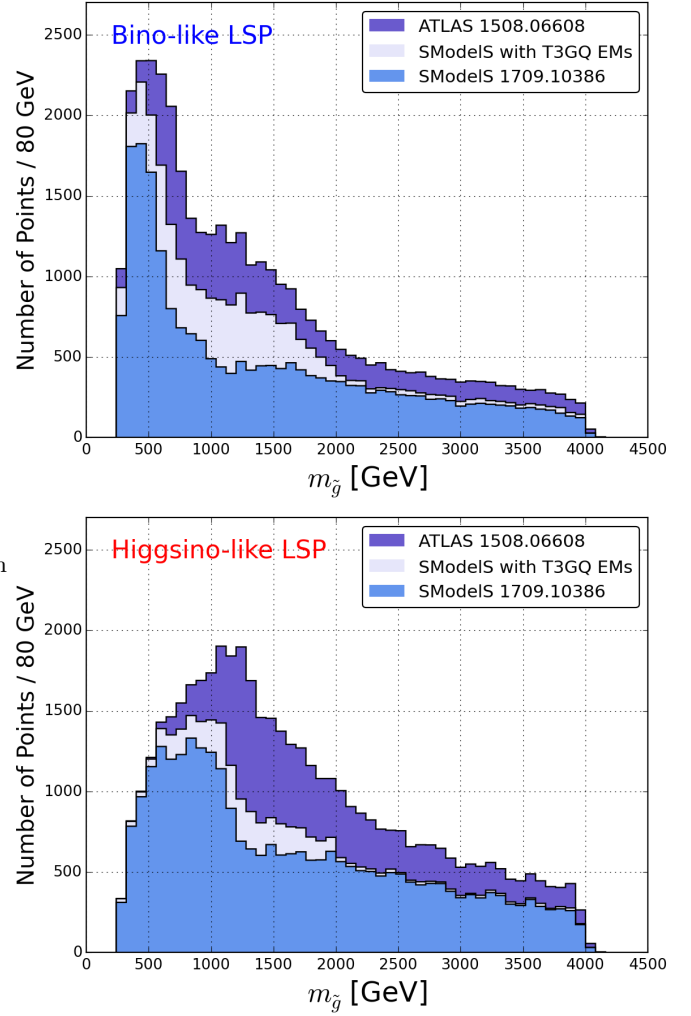 Bino-like LSP
ATLAS 1508.06608
SModelS with T3GQ EMs
SModelS 1709.10386
Number of Points / 80 GeV
2500
2000
1500
1000
500
0
0 500 1000 1500 2000 2500 3000 3500 4000 4500
m_g̃ [GeV]
n
Higgsino-like LSP
ATLAS 1508.06608
SModelS with T3GQ EMs
SModelS 1709.10386
Number of Points / 80 GeV
2500
2000
1500
1000
500
0
0 500 1000 1500 2000 2500 3000 3500 4000 4500
m_g̃ [GeV]